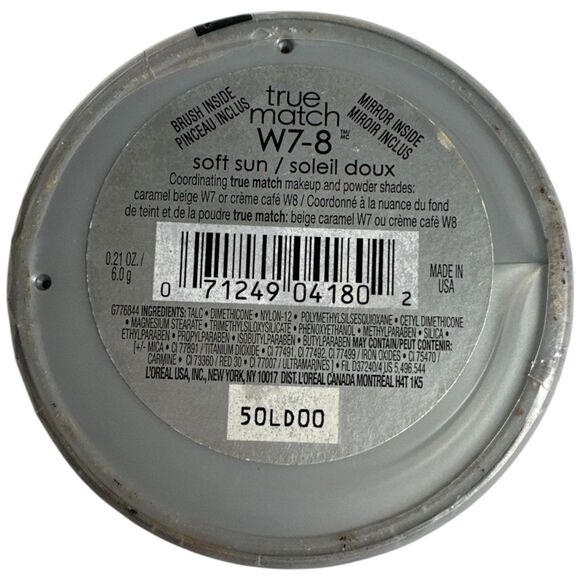 BRUSH INSIDE
PINCEAU INCLUS
true
match™
MC
W7-8
MIRROR INSIDE
MIROIR INCLUS
soft sun / soleil doux
Coordinating true match makeup and powder shades:
caramel beige W7 or crème café W8 / Coordonné à la nuance du fond
de teint et de la poudre true match: beige caramel W7 ou crème café W8
0.21 OZ./
6.0 g
MADE IN
USA
0 71249 04180 2
G776844 INGREDIENTS: TALC • DIMETHICONE • NYLON-12 • POLYMETHYLSILSESQUIOXANE • CETYL DIMETHICONE
• MAGNESIUM STEARATE • TRIMETHYLSILOXYSILICATE • PHENOXYETHANOL • METHYLPARABEN • SILICA •
ETHYLPARABEN • PROPYLPARABEN • ISOBUTYLPARABEN • BUTYLPARABEN MAY CONTAIN/PEUT CONTENIR:
[+/- MICA • CI 77891 / TITANIUM DIOXIDE • CI 77491, CI 77492, CI 77499 / IRON OXIDES • CI 75470 /
CARMINE • CI 73360 / RED 30 • CI 77007 / ULTRAMARINES] • FIL D37240/4 US 5,496,544
L'OREAL USA, INC., NEW YORK, NY 10017 DIST. L'OREAL CANADA MONTREAL H4T 1K5
50LD00